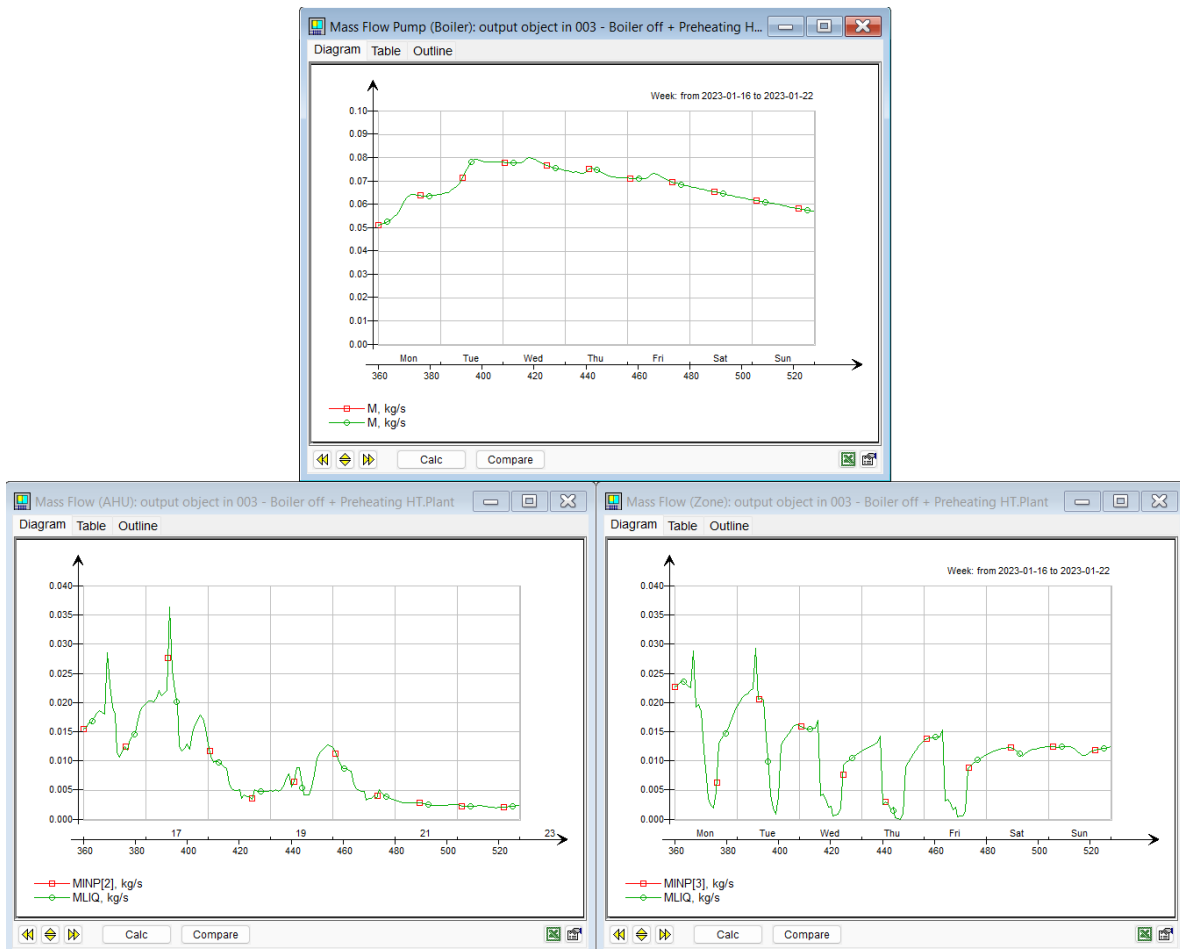 Mass Flow Pump (Boiler): output object in 003 - Boiler off + Preheating H...
Diagram Table Outline
Week: from 2023-01-16 to 2023-01-22
0.10
0.09
0.08
0.07
0.06
0.05
0.04
0.03
0.02
0.01
0.00
Mon Tue Wed Thu Fri Sat Sun
360 380 400 420 440 460 480 500 520
M, kg/s
M, kg/s
Calc Compare
Mass Flow (AHU): output object in 003 - Boiler off + Preheating HT.Plant
Diagram Table Outline
0.040
0.035
0.030
0.025
0.020
0.015
0.010
0.005
0.000
17 19 21 23
360 380 400 420 440 460 480 500 520
MINP[2], kg/s
MLIQ, kg/s
Calc Compare
Mass Flow (Zone): output object in 003 - Boiler off + Preheating HT.Plant
Diagram Table Outline
Week: from 2023-01-16 to 2023-01-22
0.040
0.035
0.030
0.025
0.020
0.015
0.010
0.005
0.000
Mon Tue Wed Thu Fri Sat Sun
360 380 400 420 440 460 480 500 520
MINP[3], kg/s
MLIQ, kg/s
Calc Compare